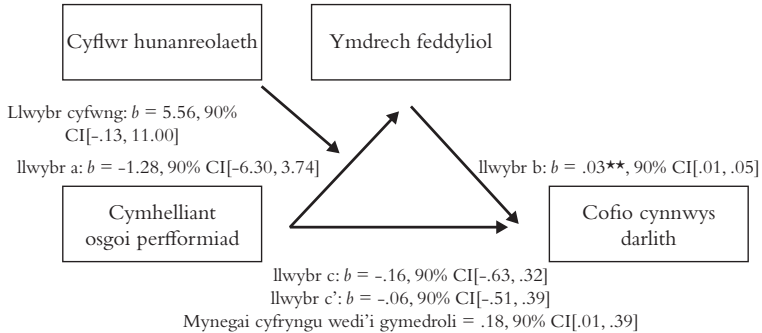 Cyflwr hunanreolaeth
Ymdrech feddyliol
Llwybr cyfwng: b = 5.56, 90%
CI[-.13, 11.00]
llwybr a: b = -1.28, 90% CI[-6.30, 3.74]
llwybr b: b = .03★★, 90% CI[.01, .05]
Cymhelliant
osgoi perfformiad
Cofio cynnwys
darlith
llwybr c: b = -.16, 90% CI[-.63, .32]
llwybr c’: b = -.06, 90% CI[-.51, .39]
Mynegai cyfryngu wedi’i gymedroli = .18, 90% CI[.01, .39]